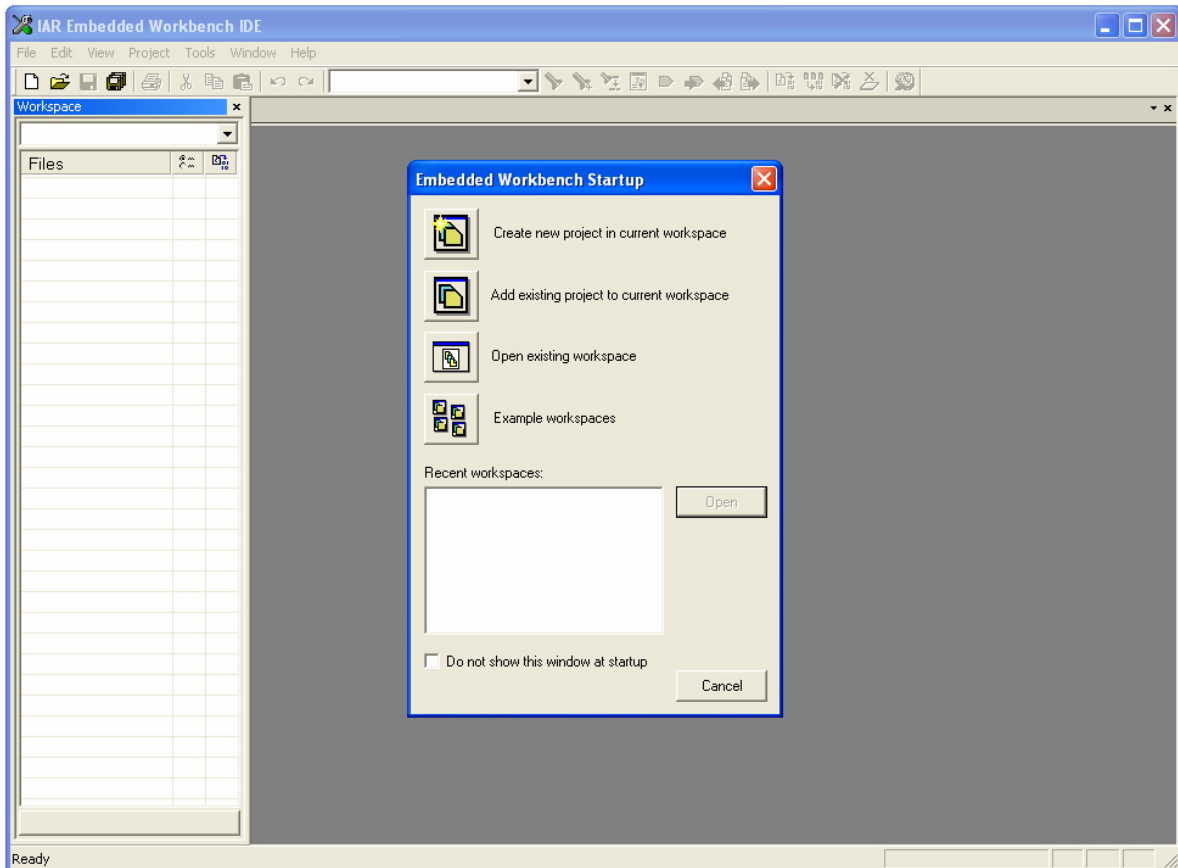 IAR Embedded Workbench IDE
File Edit View Project Tools Window Help
Workspace
Files
Embedded Workbench Startup
Create new project in current workspace
Add existing project to current workspace
Open existing workspace
Example workspaces
Recent workspaces:
Open
Do not show this window at startup
Cancel
Ready